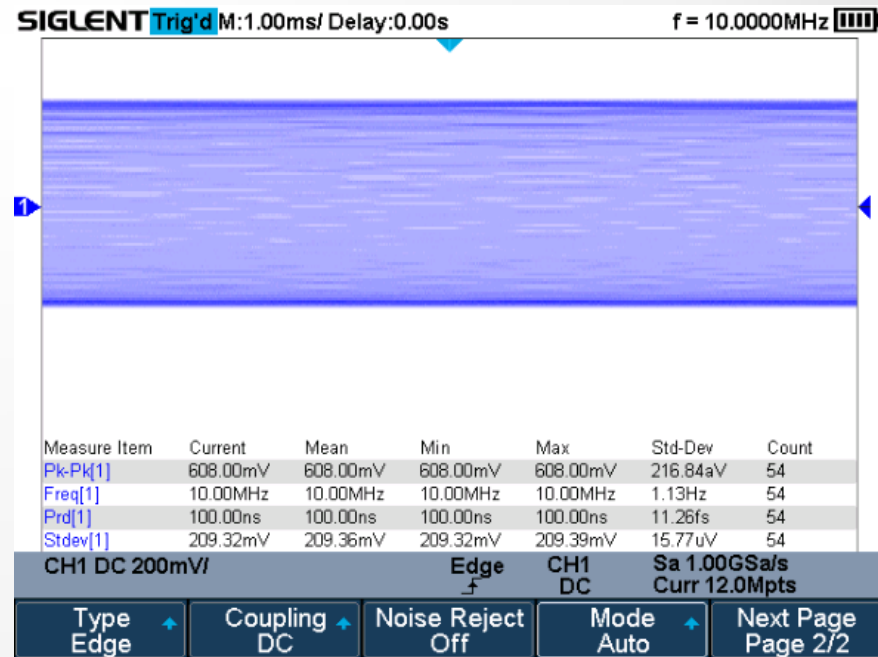 SIGLENT Trig'd M:1.00ms/ Delay:0.00s f = 10.0000MHz
1
Measure Item Current Mean Min Max Std-Dev Count
Pk-Pk[1] 608.00mV 608.00mV 608.00mV 608.00mV 216.84aV 54
Freq[1] 10.00MHz 10.00MHz 10.00MHz 10.00MHz 1.13Hz 54
Prd[1] 100.00ns 100.00ns 100.00ns 100.00ns 11.26fs 54
Stdev[1] 209.32mV 209.36mV 209.32mV 209.39mV 15.77uV 54
CH1 DC 200mV/ Edge CH1 Sa 1.00GSa/s
DC Curr 12.0Mpts
Type Coupling Noise Reject Mode Next Page
Edge DC Off Auto Page 2/2